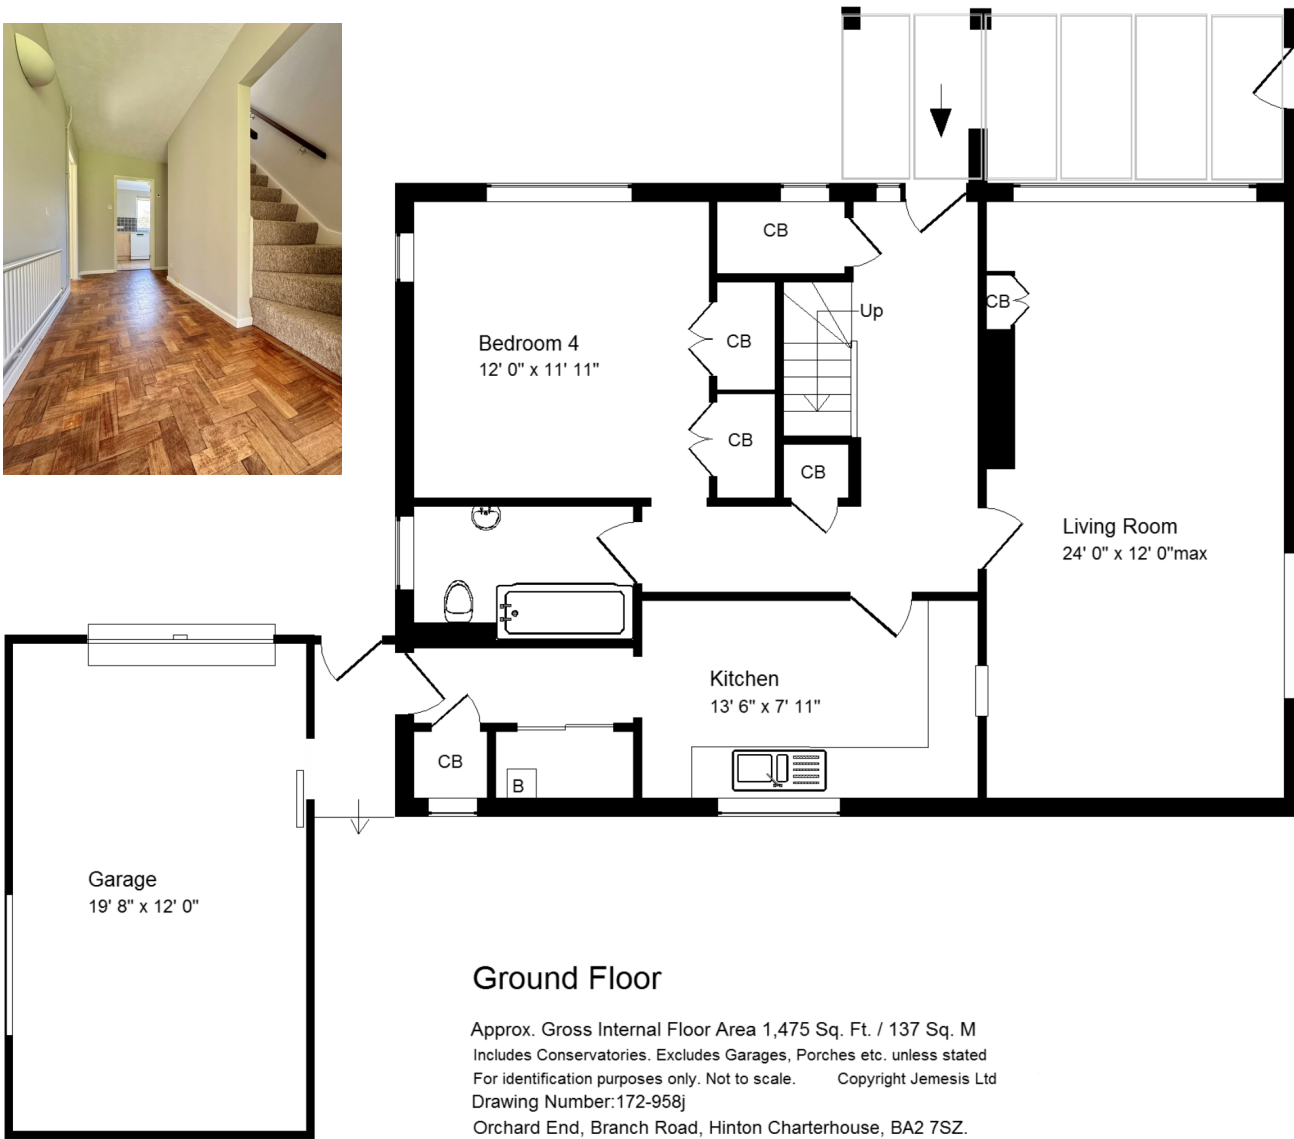 CB
Up
CB
CB
Bedroom 4
12' 0" x 11' 11"
CB
CB
Living Room
24' 0" x 12' 0"max
Kitchen
13' 6" x 7' 11"
CB
B
Garage
19' 8" x 12' 0"
Ground Floor
Approx. Gross Internal Floor Area 1,475 Sq. Ft. / 137 Sq. M
Includes Conservatories. Excludes Garages, Porches etc. unless stated
For identification purposes only. Not to scale. Copyright Jemesis Ltd
Drawing Number:172-958j
Orchard End, Branch Road, Hinton Charterhouse, BA2 7SZ.